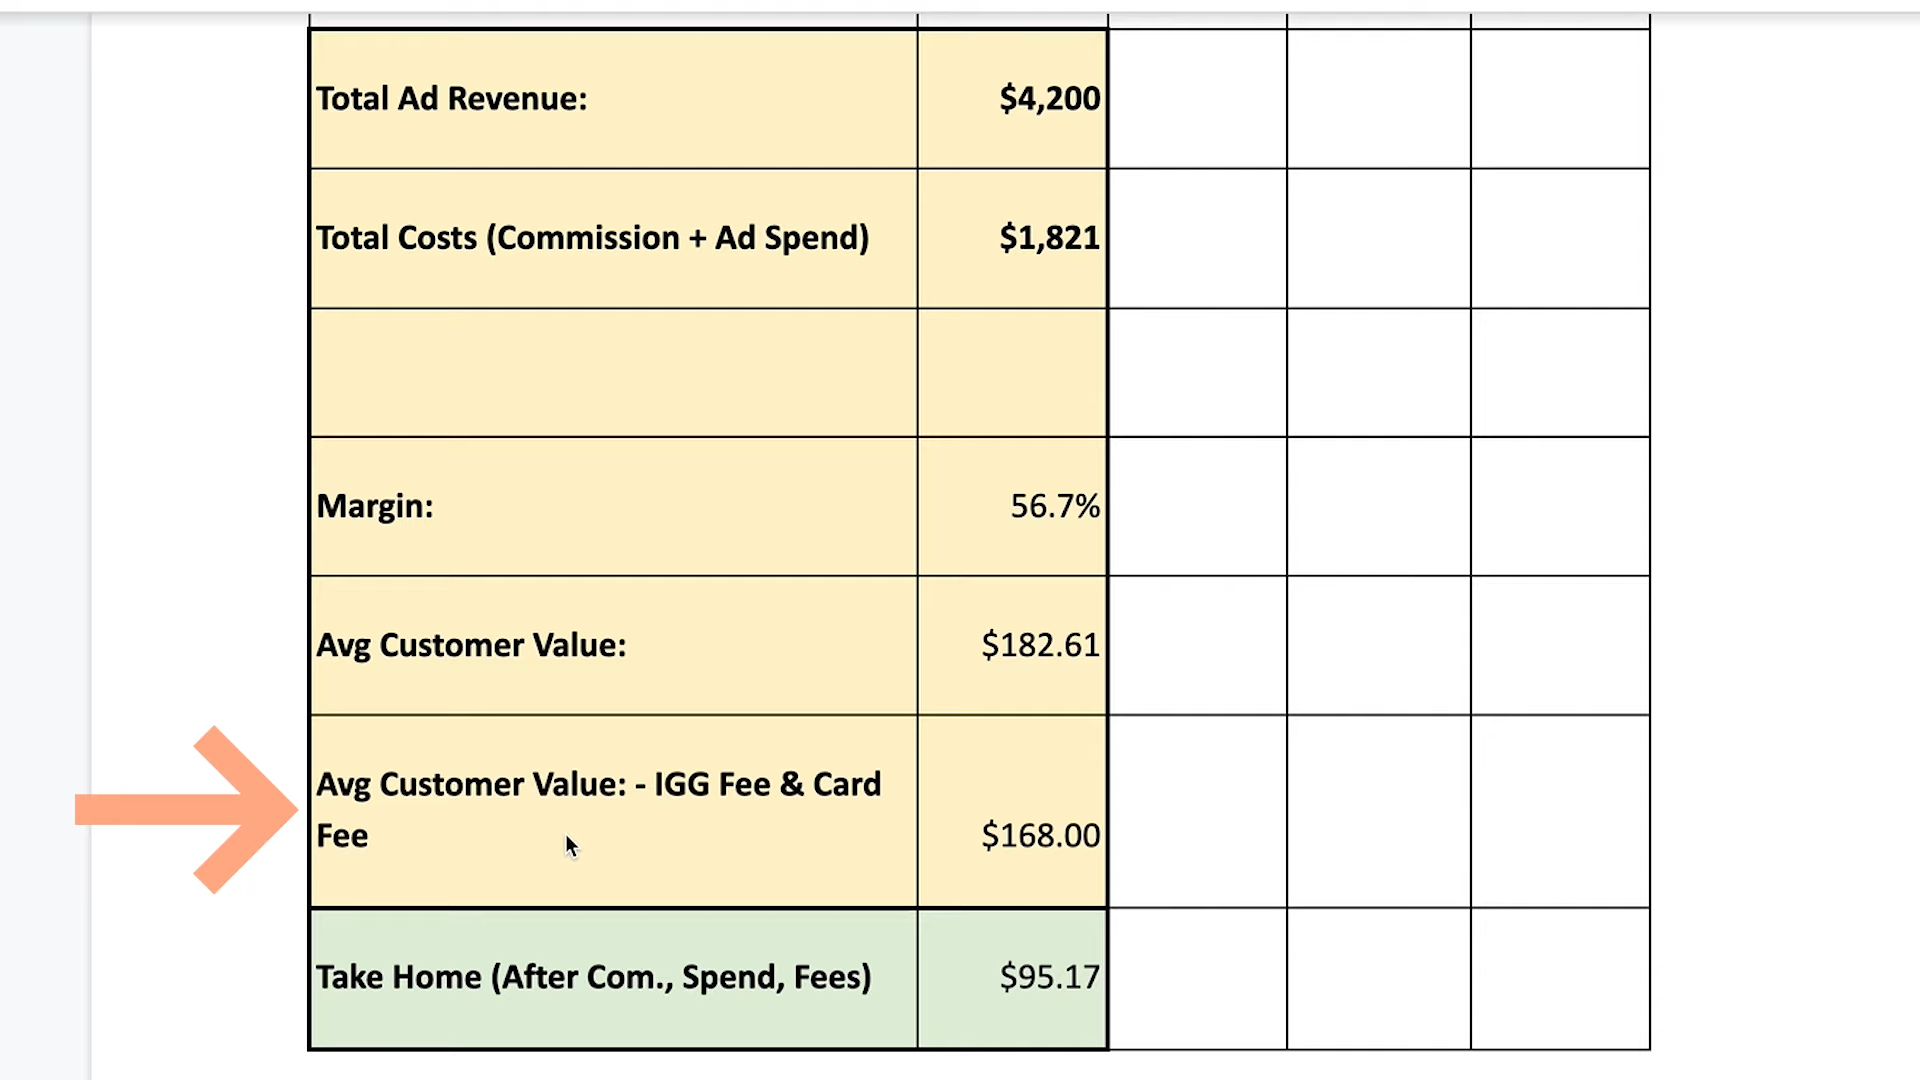 Total Ad Revenue: $4,200
Total Costs (Commission + Ad Spend) $1,821
Margin: 56.7%
Avg Customer Value: $182.61
Avg Customer Value: - IGG Fee & Card
Fee $168.00
Take Home (After Com., Spend, Fees) $95.17